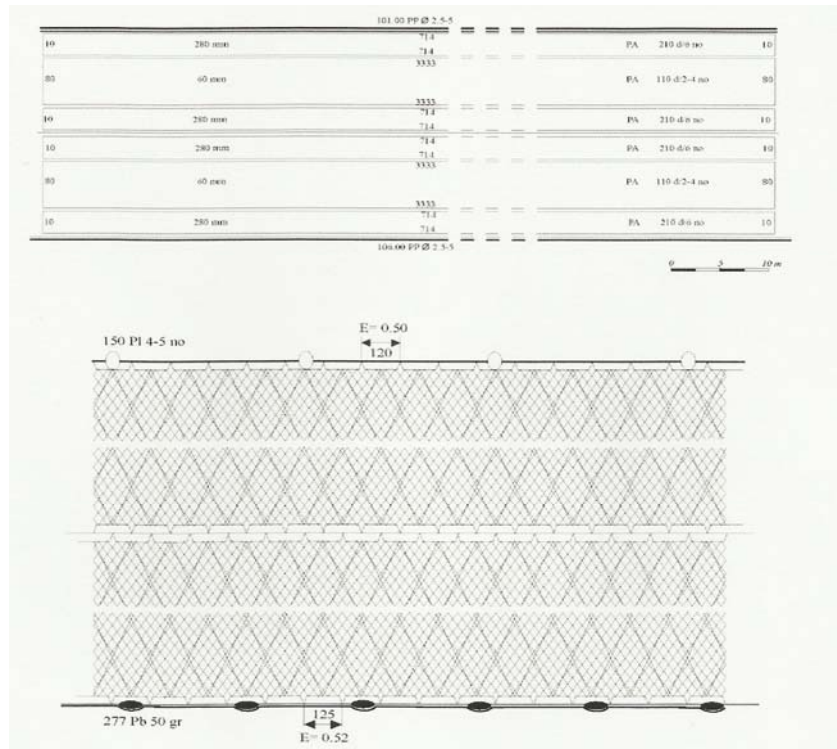 101.00 PP Ø 2.5-5
714
10 280 mm 714 PA 210 d/6 no 10
3333
80 60 mm PA 110 d/2-4 no 80
3333
714
10 280 mm 714 PA 210 d/6 no 10
714
10 280 mm 714 PA 210 d/6 no 10
3333
80 60 mm PA 110 d/2-4 no 80
3333
714
10 280 mm 714 PA 210 d/6 no 10
106.00 PP Ø 2.5-5
0 5 10 m
E= 0.50
150 Pl 4-5 no
120
125
277 Pb 50 gr
E= 0.52